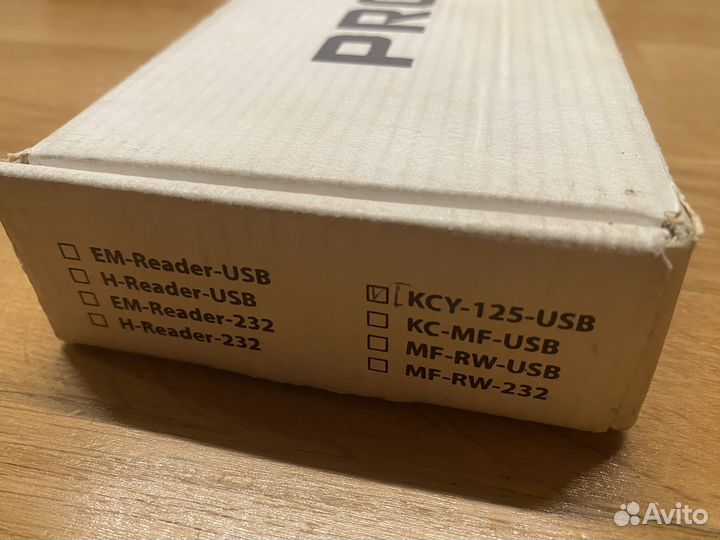 EM-Reader-USB
H-Reader-USB
EM-Reader-232
H-Reader-232
KCY-125-USB
KC-MF-USB
MF-RW-USB
MF-RW-232
Avito